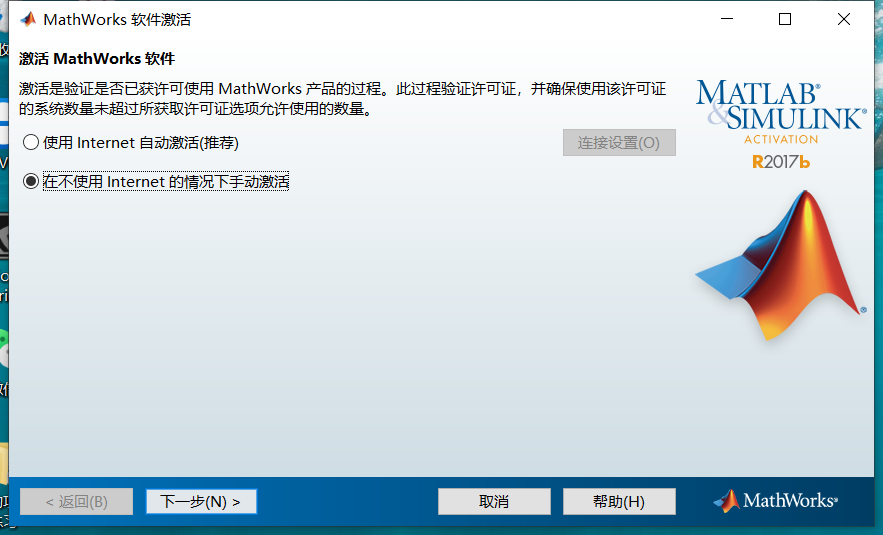 MathWorks 软件激活
激活 MathWorks 软件
激活是验证是否已获许可使用 MathWorks 产品的过程。此过程验证许可证，并确保使用该许可证
的系统数量未超过所获取许可证选项允许使用的数量。
使用 Internet 自动激活(推荐)
连接设置(O)
在不使用 Internet 的情况下手动激活
MATLAB®
&SIMULINK®
ACTIVATION
R2017b
< 返回(B)
下一步(N) >
取消
帮助(H)
MathWorks®